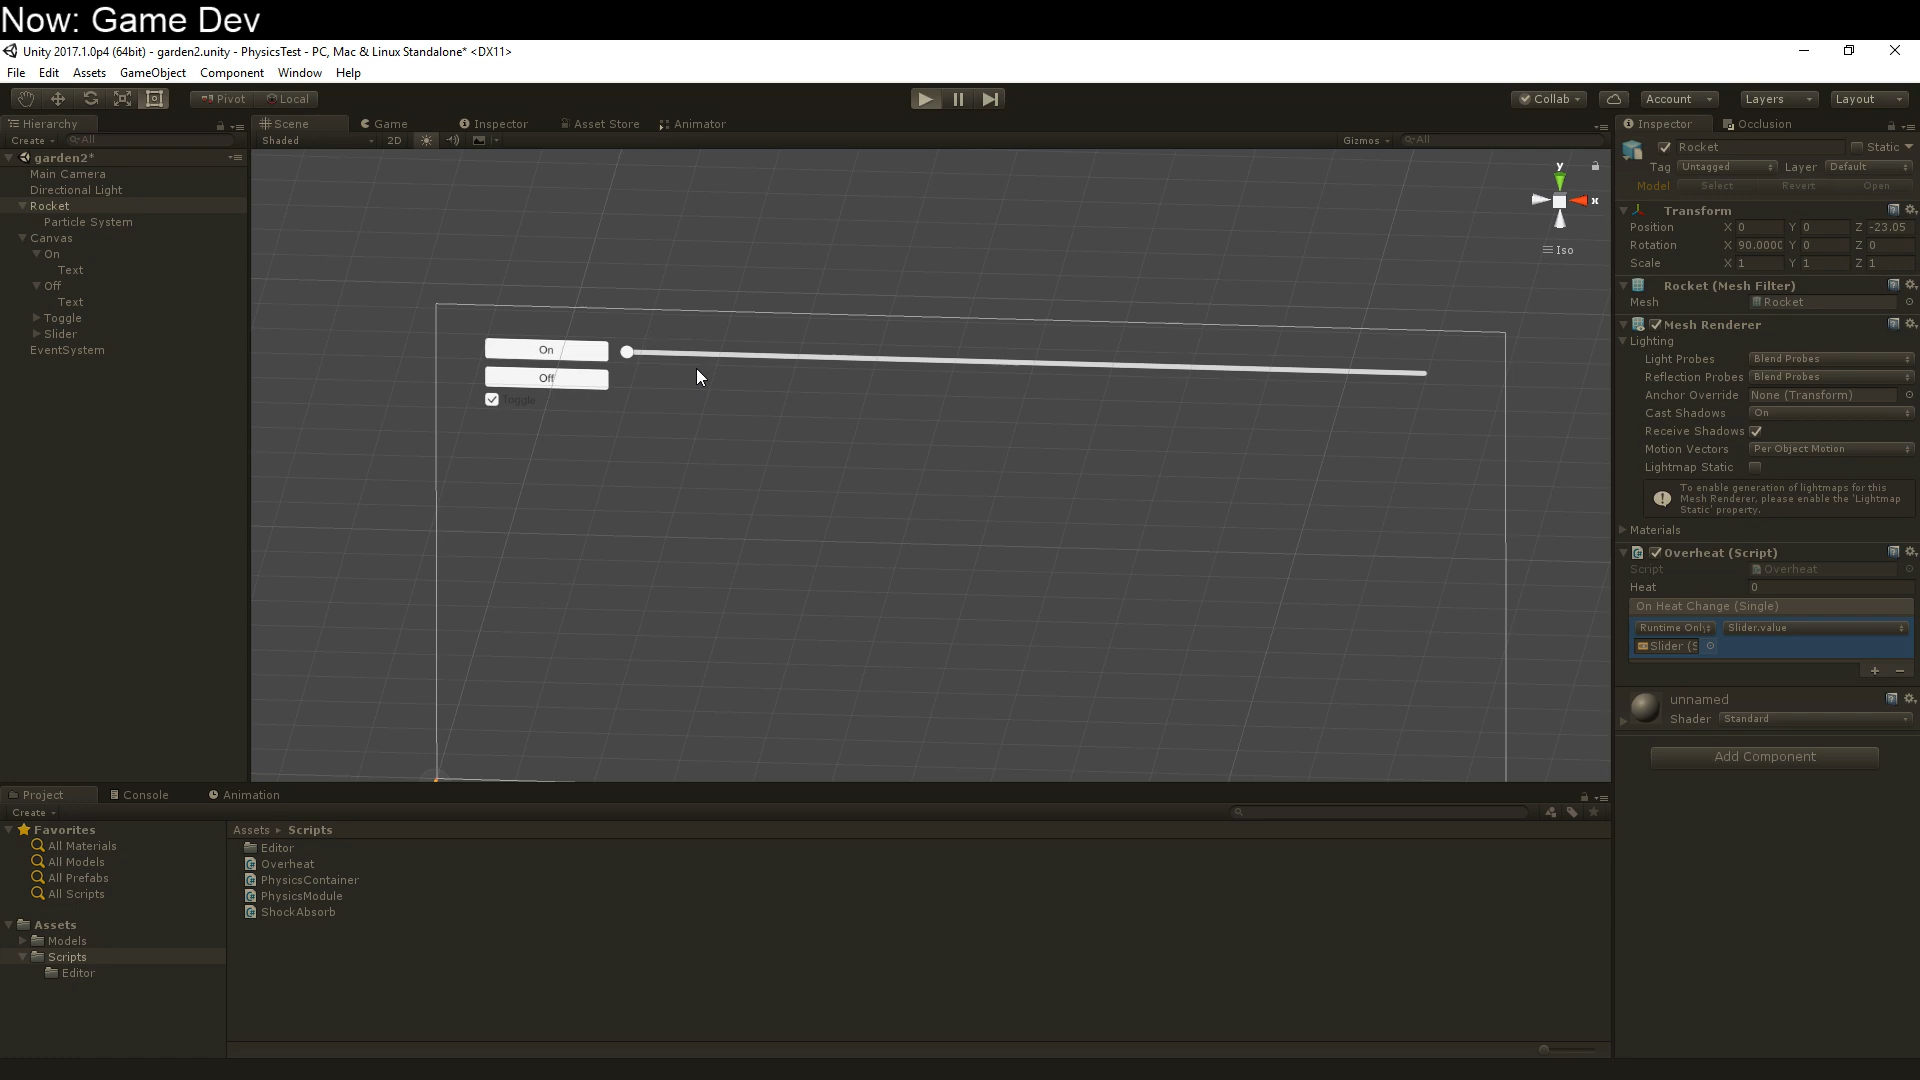 Now: Game Dev
Unity 2017.1.0p4 (64bit) - garden2.unity - PhysicsTest - PC, Mac & Linux Standalone* <DX11>
File Edit Assets GameObject Component Window Help
Pivot Local Collab Account Layers Layout
Hierarchy
Create All
garden2*
Main Camera
Directional Light
Rocket
Particle System
Canvas
On
Text
Off
Text
Toggle
Slider
EventSystem
Scene Game Inspector Asset Store Animator
Shaded 2D Gizmos All
y
x
Iso
On
Off
Toggle
Inspector Occlusion
Rocket Static
Tag Untagged Layer Default
Model Select Revert Open
Transform
Position X 0 Y 0 Z -23.05
Rotation X 90.0000 Y 0 Z 0
Scale X 1 Y 1 Z 1
Rocket (Mesh Filter)
Mesh Rocket
Mesh Renderer
Lighting
Light Probes Blend Probes
Reflection Probes Blend Probes
Anchor Override None (Transform)
Cast Shadows On
Receive Shadows
Motion Vectors Per Object Motion
Lightmap Static
To enable generation of lightmaps for this
Mesh Renderer, please enable the 'Lightmap
Static' property.
Materials
Overheat (Script)
Script Overheat
Heat 0
On Heat Change (Single)
Runtime Only Slider.value
Slider (S
+ −
unnamed
Shader Standard
Add Component
Project Console Animation
Create
Favorites
All Materials
All Models
All Prefabs
All Scripts
Assets
Models
Scripts
Editor
Assets Scripts
Editor
Overheat
PhysicsContainer
PhysicsModule
ShockAbsorb